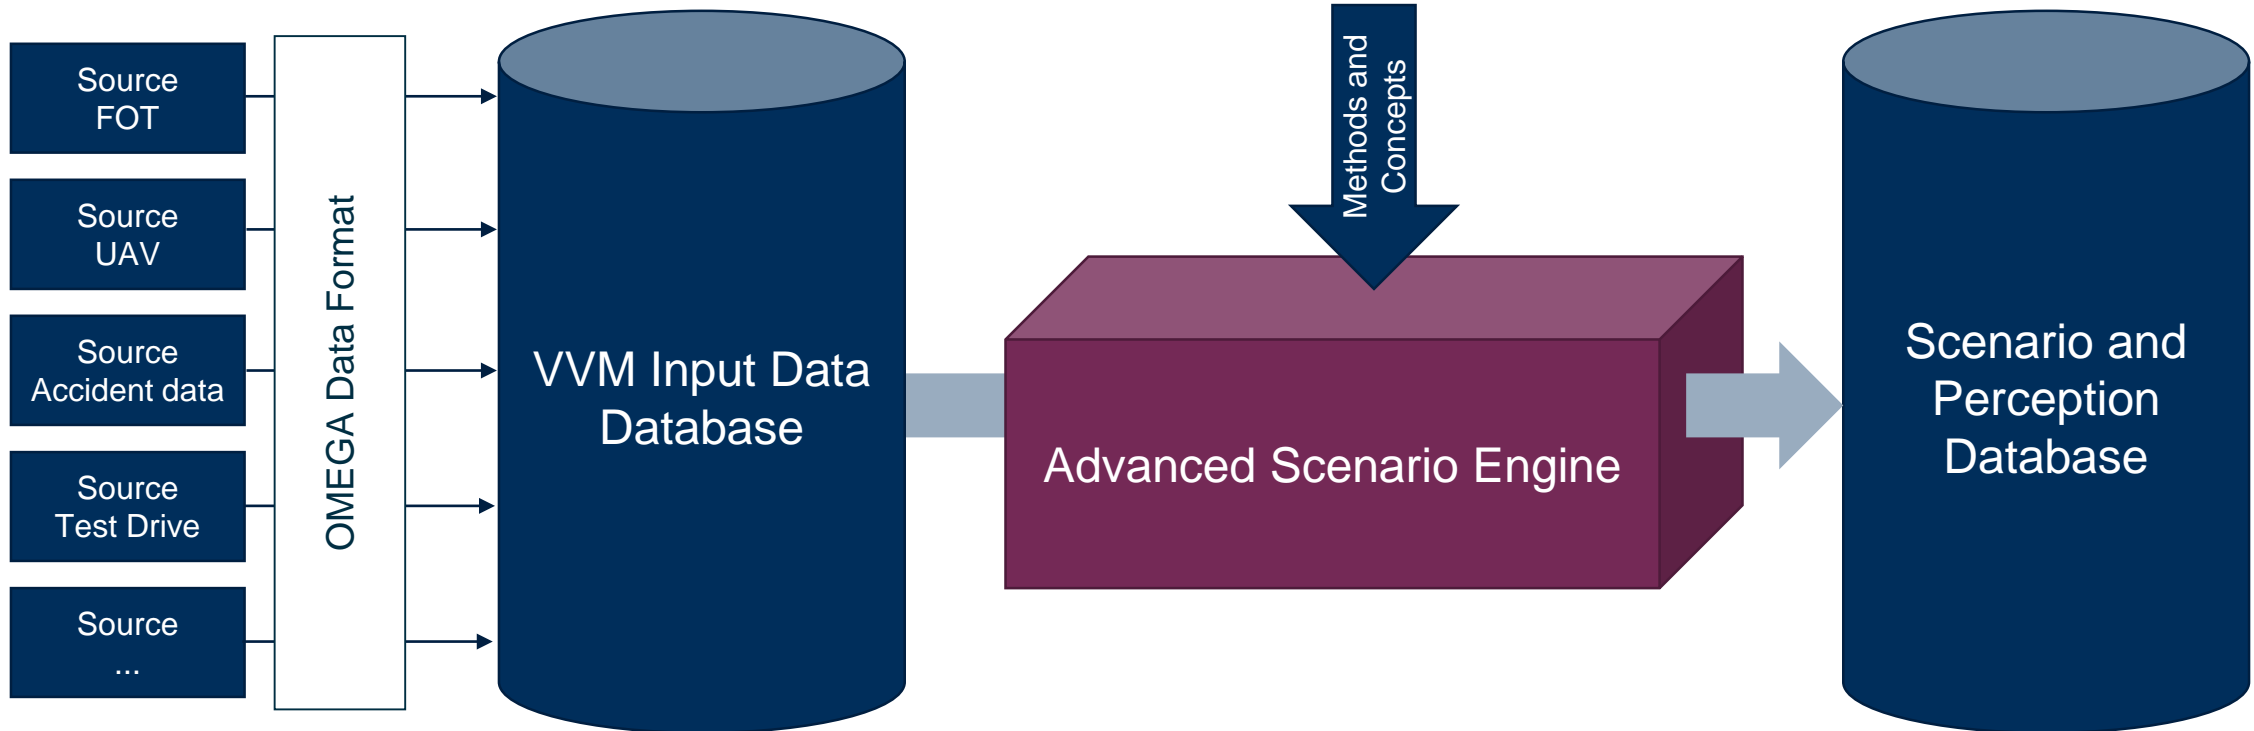 Source
FOT
Source
UAV
Source
Accident data
Source
Test Drive
Source
...
OMEGA Data Format
VVM Input Data
Database
Methods and
Concepts
Advanced Scenario Engine
Scenario and
Perception
Database